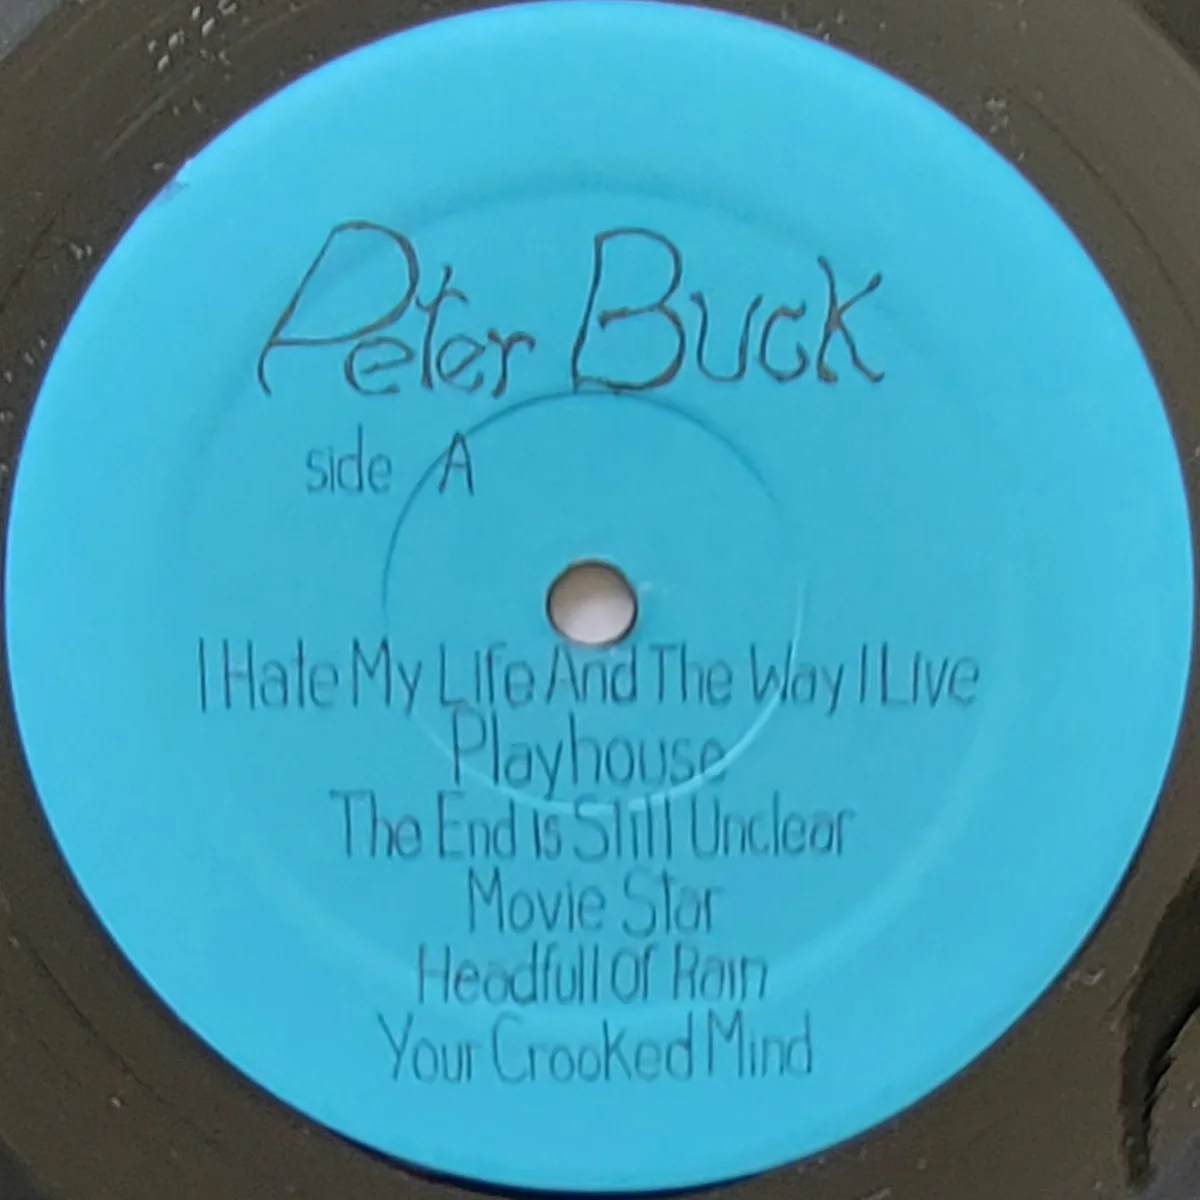 Peter Buck
side A
I Hate My Life And The Way I Live
Playhouse
The End Is Still Unclear
Movie Star
Headfull Of Rain
Your Crooked Mind